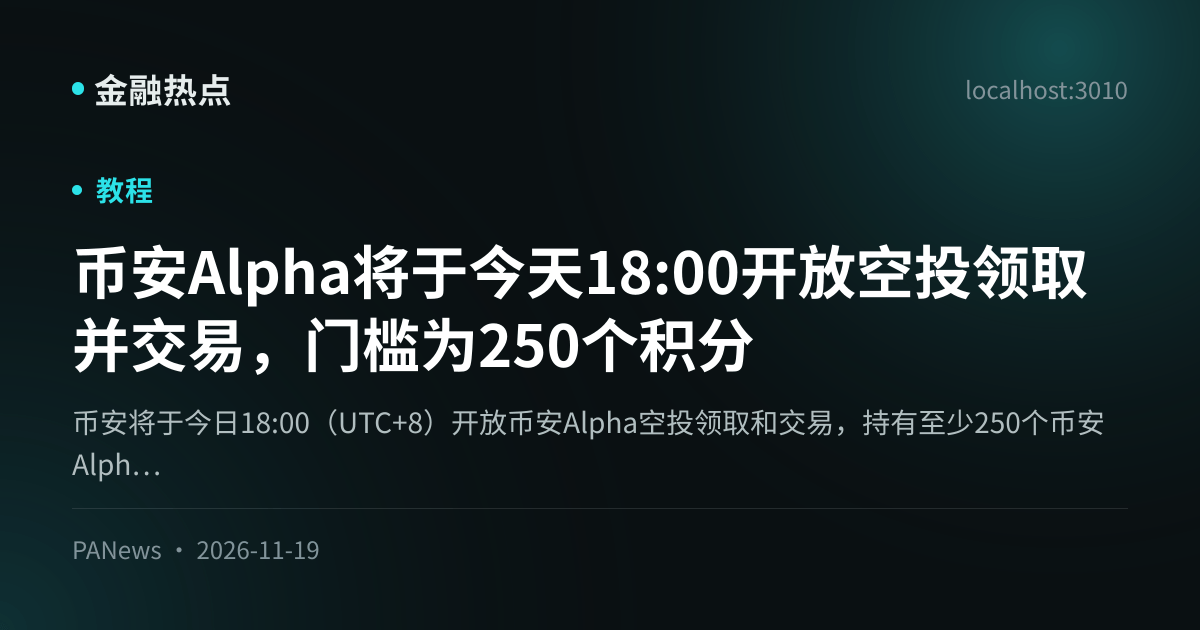 金融热点
localhost:3010
教程
币安Alpha将于今天18:00开放空投领取
并交易，门槛为250个积分
币安将于今日18:00（UTC+8）开放币安Alpha空投领取和交易，持有至少250个币安
Alph…
PANews • 2026-11-19